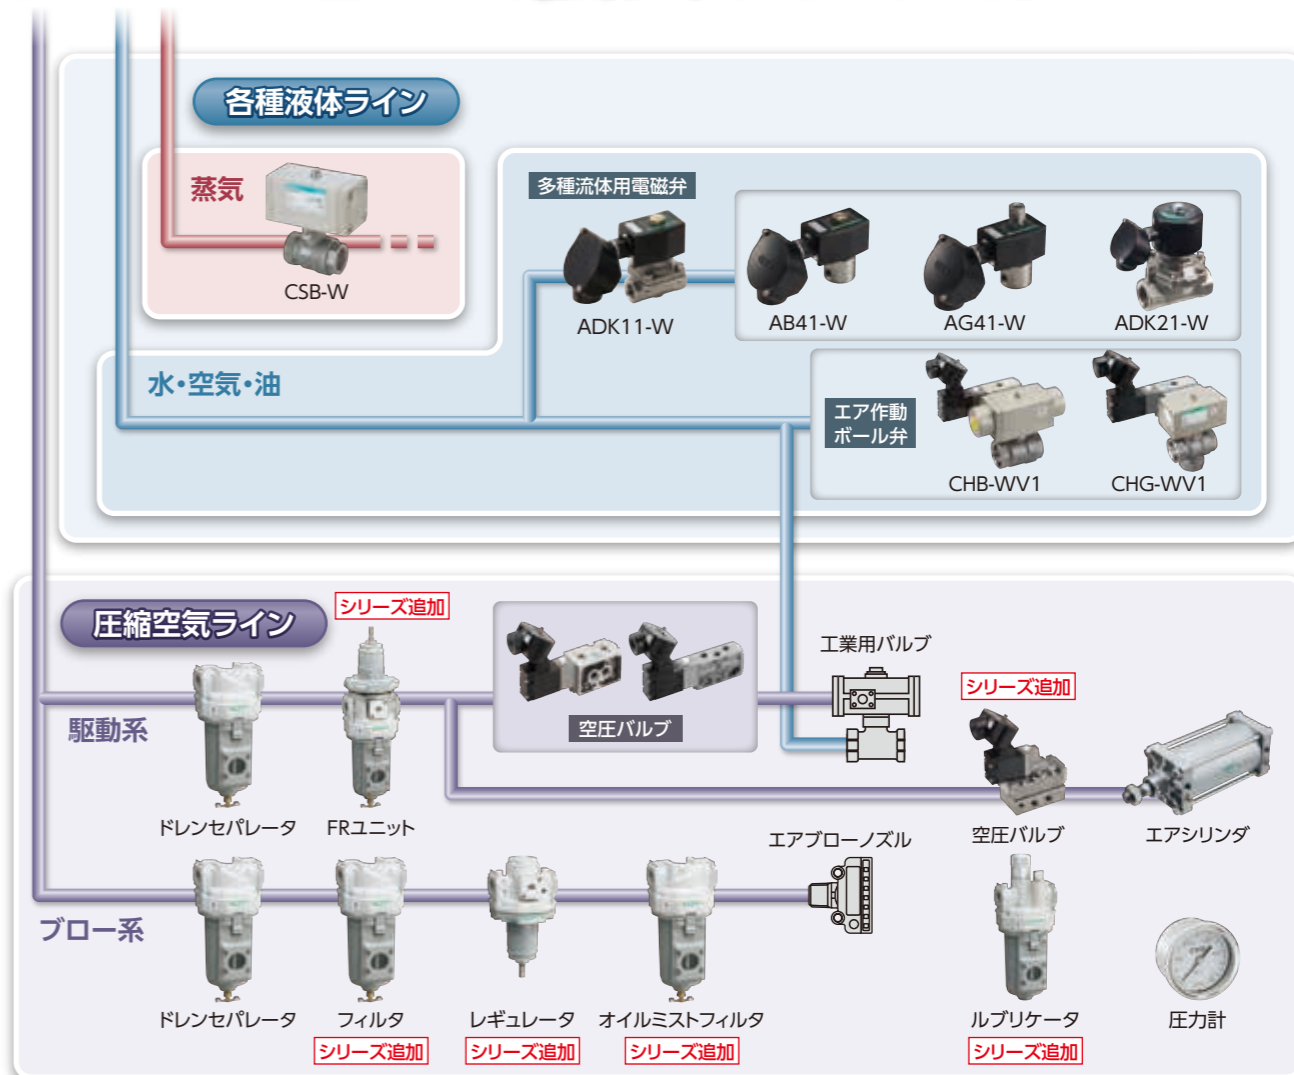 各種液体ライン
蒸気
CSB-W
多種流体用電磁弁
ADK11-W
AB41-W
AG41-W
ADK21-W
水・空気・油
エア作動
ボール弁
CHB-WV1
CHG-WV1
圧縮空気ライン
シリーズ追加
駆動系
ドレンセパレータ
FRユニット
空圧バルブ
工業用バルブ
シリーズ追加
空圧バルブ
エアシリンダ
ブロー系
エアブローノズル
ドレンセパレータ
フィルタ
シリーズ追加
レギュレータ
シリーズ追加
オイルミストフィルタ
シリーズ追加
ルブリケータ
シリーズ追加
圧力計